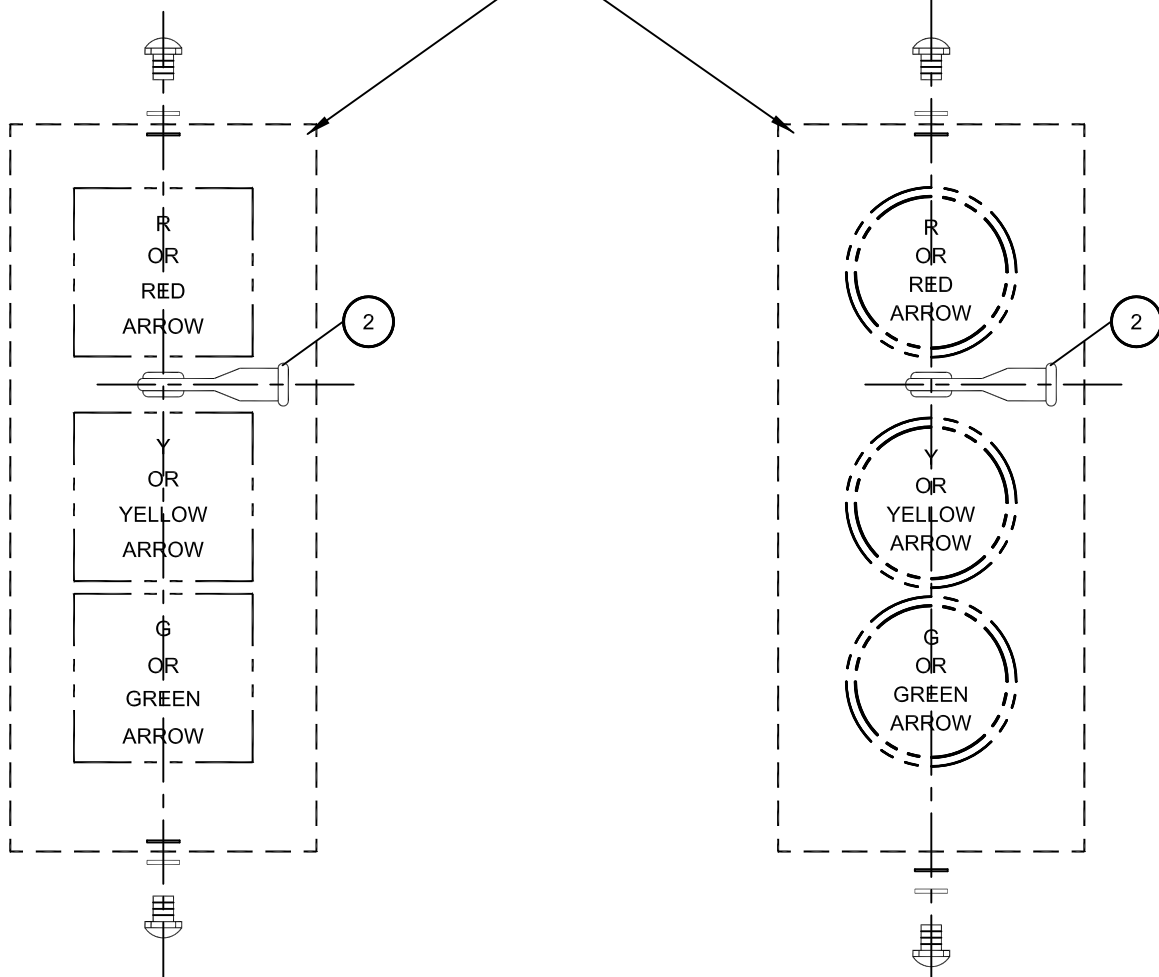 R
OR
RED
ARROW
2
Y
OR
YELLOW
ARROW
G
OR
GREEN
ARROW
R
OR
RED
ARROW
2
Y
OR
YELLOW
ARROW
G
OR
GREEN
ARROW